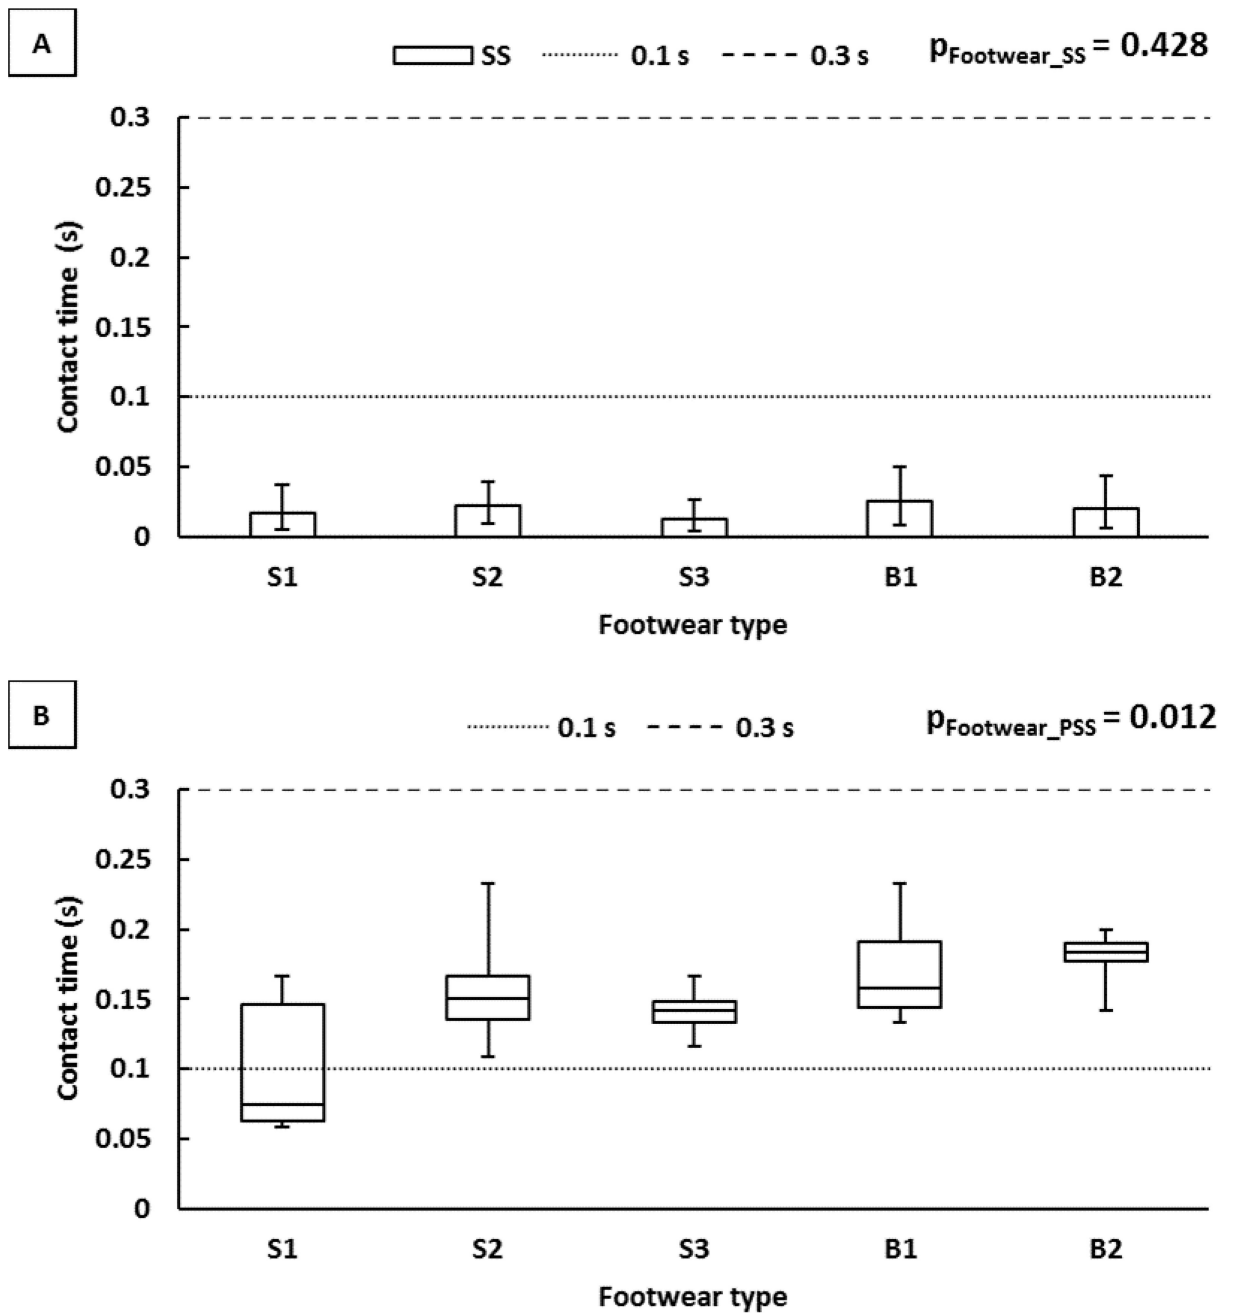 A
SS 0.1 s 0.3 s pFootwear_SS = 0.428
0.3
0.25
0.2
0.15
0.1
0.05
0
Contact time (s)
S1 S2 S3 B1 B2
Footwear type
B
0.1 s 0.3 s pFootwear_PSS = 0.012
0.3
0.25
0.2
0.15
0.1
0.05
0
Contact time (s)
S1 S2 S3 B1 B2
Footwear type